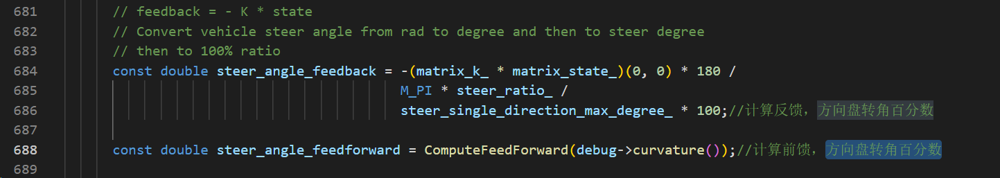 681 // feedback = - K * state
682 // Convert vehicle steer angle from rad to degree and then to steer degree
683 // then to 100% ratio
684 const double steer_angle_feedback = -(matrix_k_ * matrix_state_)(0, 0) * 180 /
685 M_PI * steer_ratio_ /
686 steer_single_direction_max_degree_ * 100;//计算反馈，方向盘转角百分数
687
688 const double steer_angle_feedforward = ComputeFeedForward(debug->curvature());//计算前馈，方向盘转角百分数
689